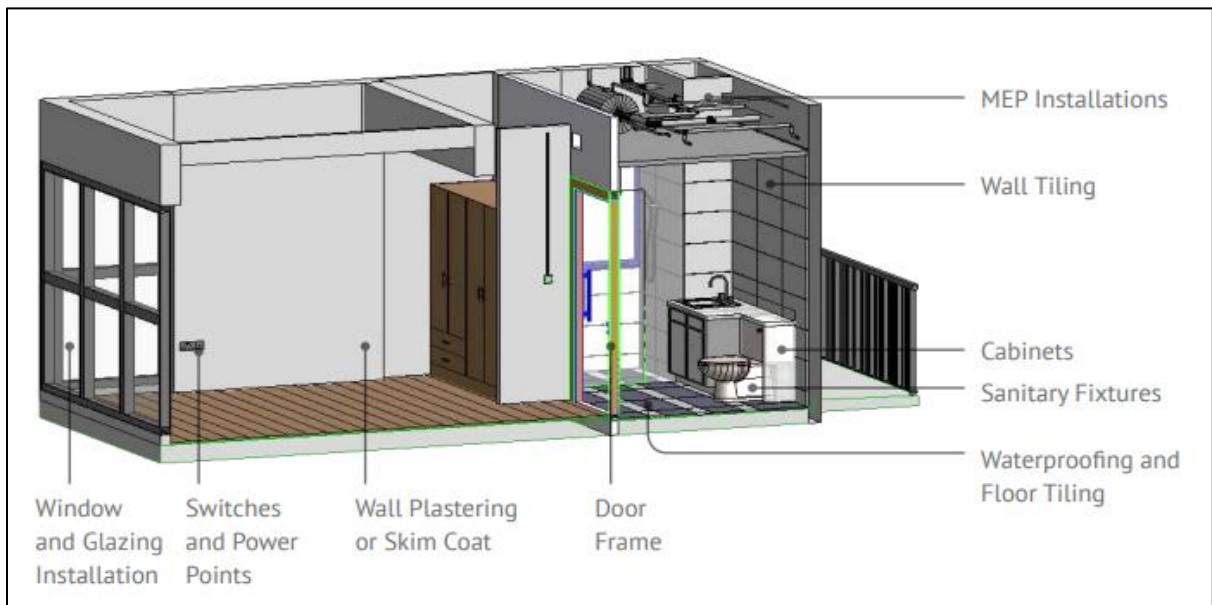 MEP Installations
Wall Tiling
Cabinets
Sanitary Fixtures
Waterproofing and
Floor Tiling
Window
and Glazing
Installation
Switches
and Power
Points
Wall Plastering
or Skim Coat
Door
Frame